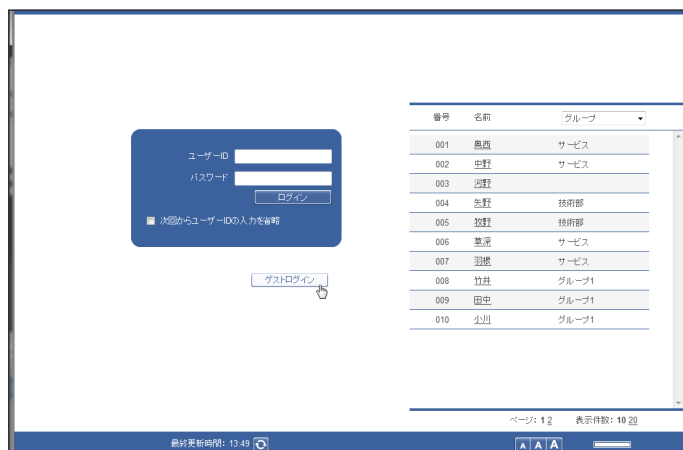 ユーザーID
パスワード
ログイン
次回からユーザーIDの入力を省略
ゲストログイン
番号 名前 グループ
001 奥西 サービス
002 中野 サービス
003 河野
004 矢野 技術部
005 牧野 技術部
006 草深 サービス
007 羽根 サービス
008 竹井 グループ1
009 田中 グループ1
010 小川 グループ1
ページ: 1 2 表示件数: 10 20
最終更新時間: 13:49
A A A